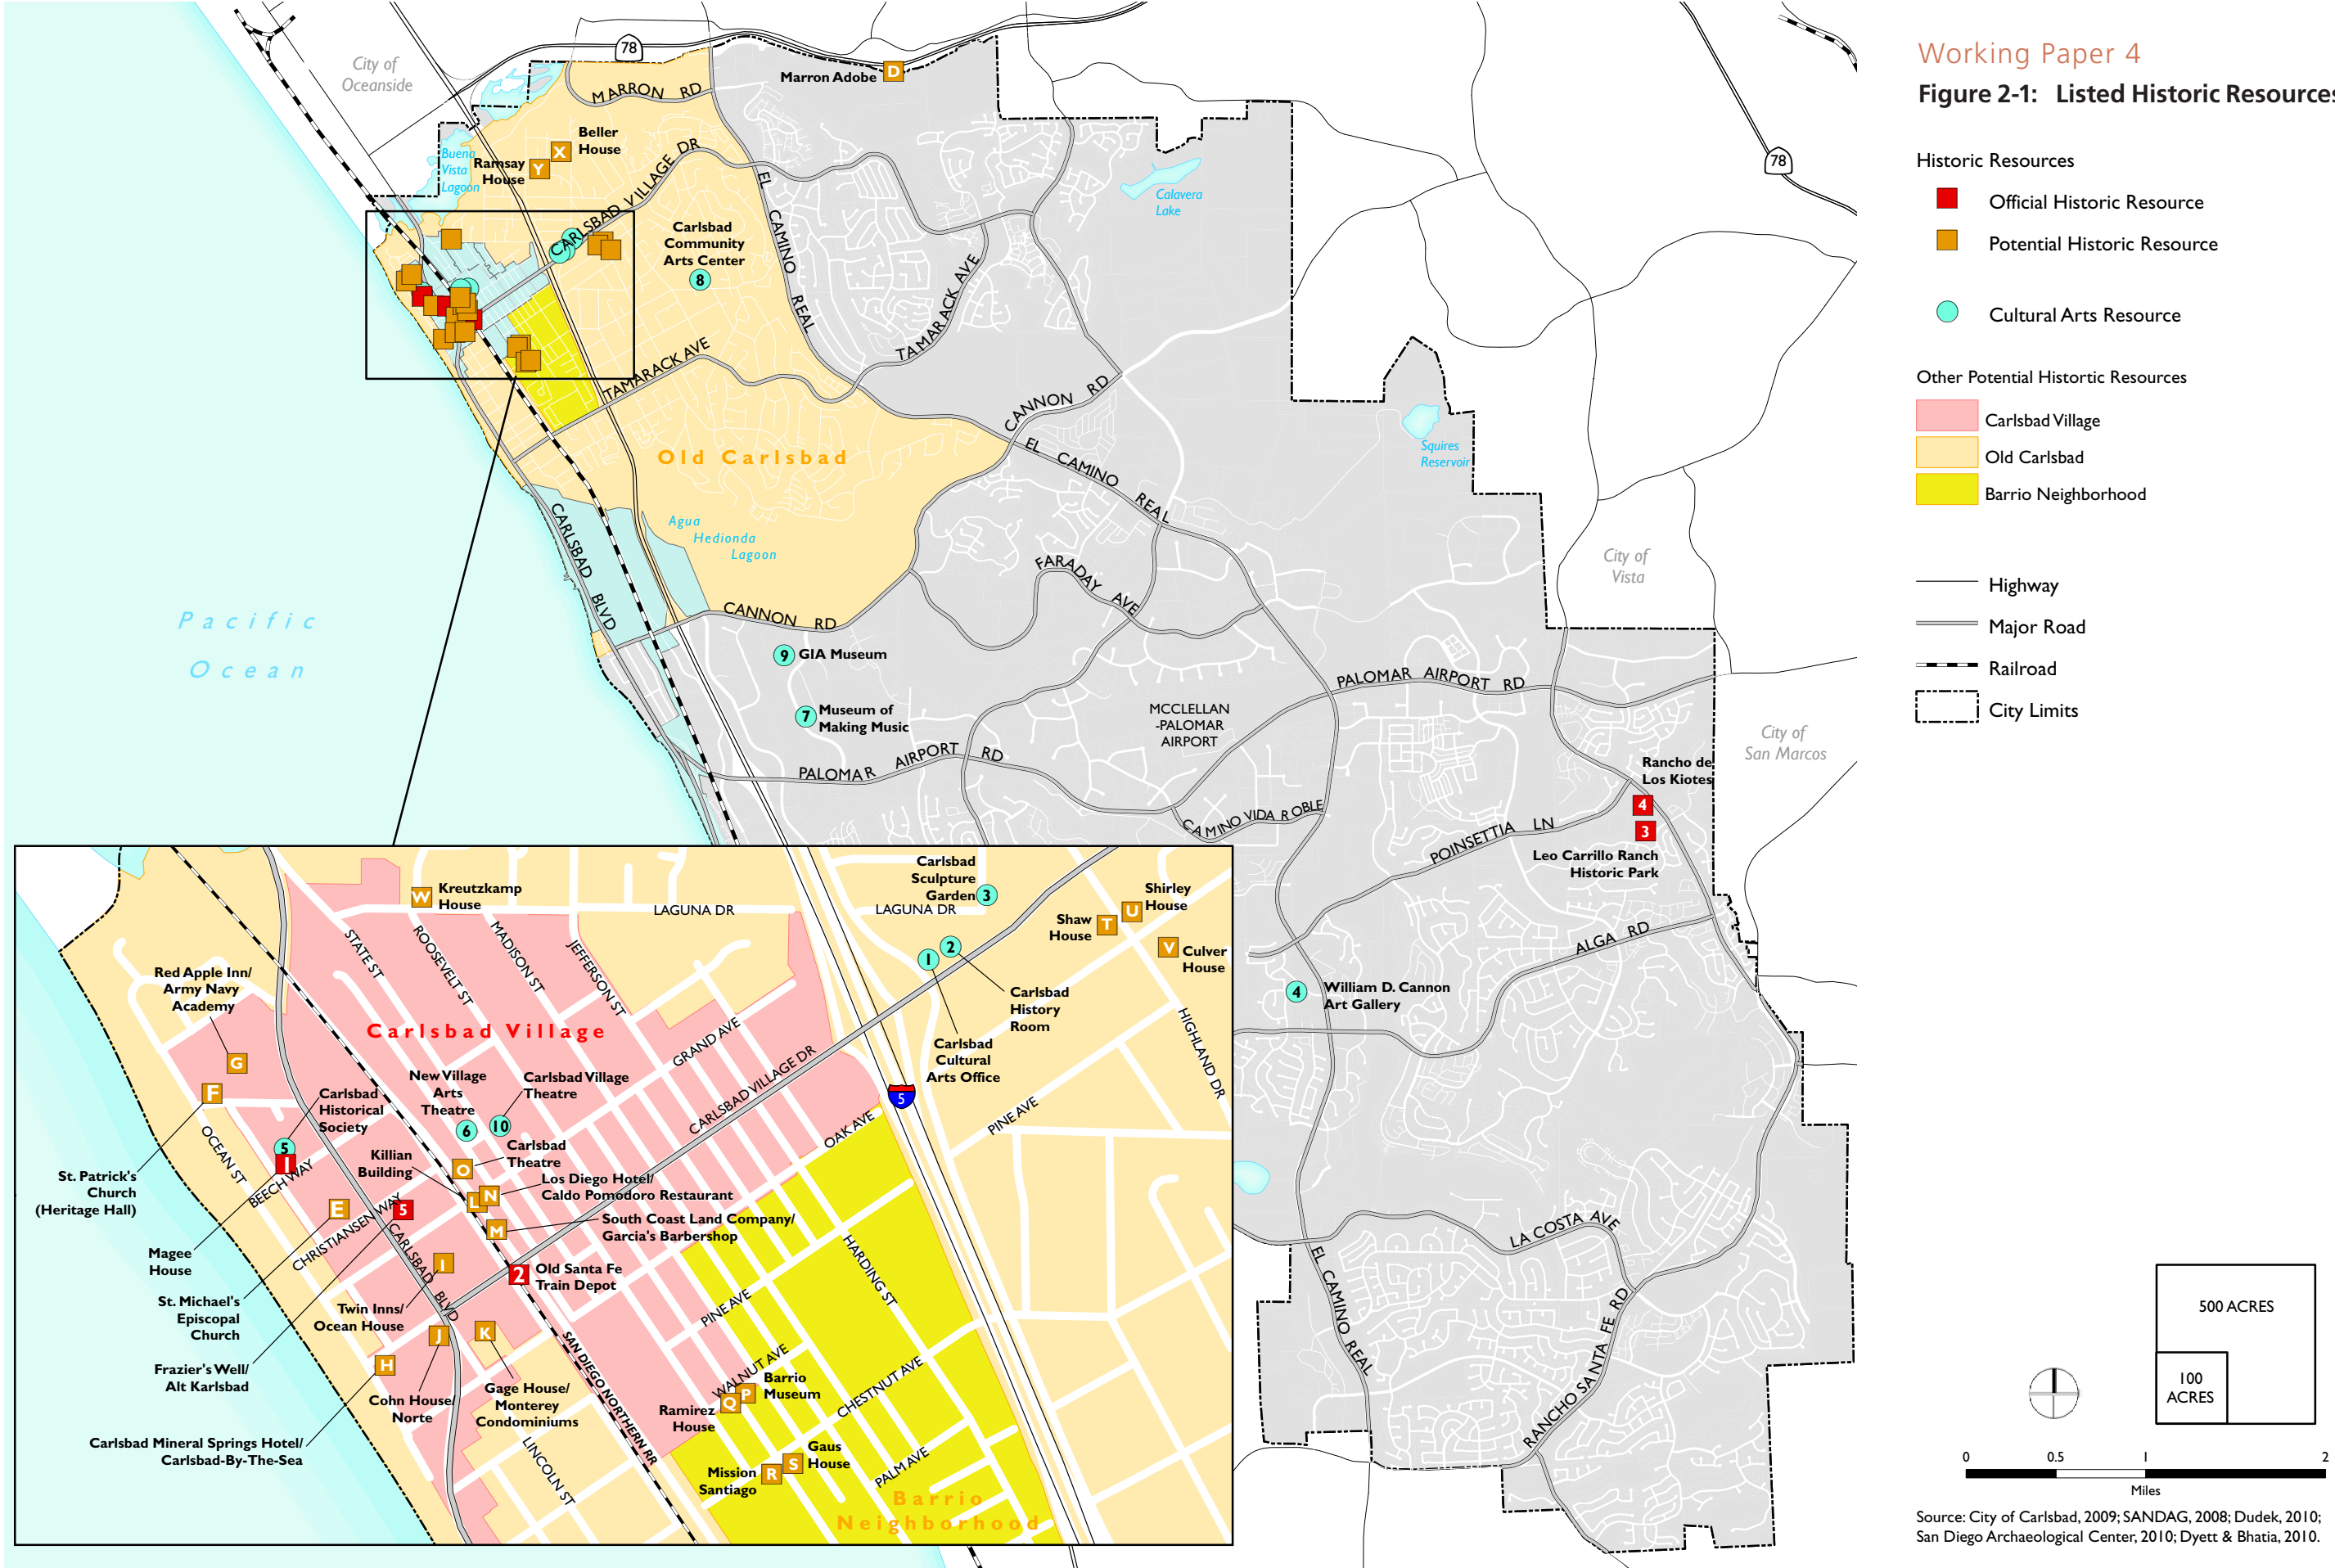 Working Paper 4
Figure 2-1: Listed Historic Resources
Historic Resources
Official Historic Resource
Potential Historic Resource
Cultural Arts Resource
Other Potential Histortic Resources
Carlsbad Village
Old Carlsbad
Barrio Neighborhood
Highway
Major Road
Railroad
City Limits
500 ACRES
100
ACRES
0 0.5 1 2
Miles
Source: City of Carlsbad, 2009; SANDAG, 2008; Dudek, 2010;
San Diego Archaeological Center, 2010; Dyett & Bhatia, 2010.
City of
Oceanside
78
78
Marron Adobe
D
MARRON RD
Beller
House
X
Ramsay
House
Y
Buena
Vista
Lagoon
CARLSBAD VILLAGE DR
EL CAMINO REAL
Carlsbad
Community
Arts Center
8
TAMARACK AVE
TAMARACK AVE
Calavera
Lake
Old Carlsbad
CANNON RD
EL CAMINO REAL
Squires
Reservoir
Agua
Hedionda
Lagoon
CARLSBAD BLVD
FARADAY AVE
City of
Vista
CANNON RD
Pacific
Ocean
9
GIA Museum
7
Museum of
Making Music
MCCLELLAN
-PALOMAR
AIRPORT
PALOMAR AIRPORT RD
PALOMAR AIRPORT RD
City of
San Marcos
Rancho de
Los Kiotes
4
3
Leo Carrillo Ranch
Historic Park
CAMINO VIDA ROBLE
POINSETTIA LN
ALGA RD
4
William D. Cannon
Art Gallery
LA COSTA AVE
EL CAMINO REAL
RANCHO SANTA FE RD
W
Kreutzkamp
House
LAGUNA DR
LAGUNA DR
Carlsbad
Sculpture
Garden
3
Shirley
House
U
Shaw
House
T
V
Culver
House
STATE ST
ROOSEVELT ST
MADISON ST
JEFFERSON ST
1
2
Carlsbad
History
Room
Carlsbad
Cultural
Arts Office
HIGHLAND DR
Red Apple Inn/
Army Navy
Academy
G
F
Carlsbad Village
GRAND AVE
CARLSBAD VILLAGE DR
5
OAK AVE
PINE AVE
Carlsbad
Historical
Society
5
1
New Village
Arts
Theatre
6
Carlsbad Village
Theatre
10
OCEAN ST
BEECH WAY
Killian
Building
O
Carlsbad
Theatre
L
N
Los Diego Hotel/
Caldo Pomodoro Restaurant
St. Patrick's
Church
(Heritage Hall)
E
CHRISTIANSEN WAY
5
M
South Coast Land Company/
Garcia's Barbershop
CARLSBAD BLVD
Magee
House
I
2
Old Santa Fe
Train Depot
St. Michael's
Episcopal
Church
Twin Inns/
Ocean House
J
K
PINE AVE
HARDING ST
H
Frazier's Well/
Alt Karlsbad
Cohn House/
Norte
Gage House/
Monterey
Condominiums
SAN DIEGO NORTHERN RR
WALNUT AVE
P
Barrio
Museum
Q
Ramirez
House
CHESTNUT AVE
Carlsbad Mineral Springs Hotel/
Carlsbad-By-The-Sea
LINCOLN ST
Gaus
House
S
R
Mission
Santiago
PALM AVE
Barrio
Neighborhood